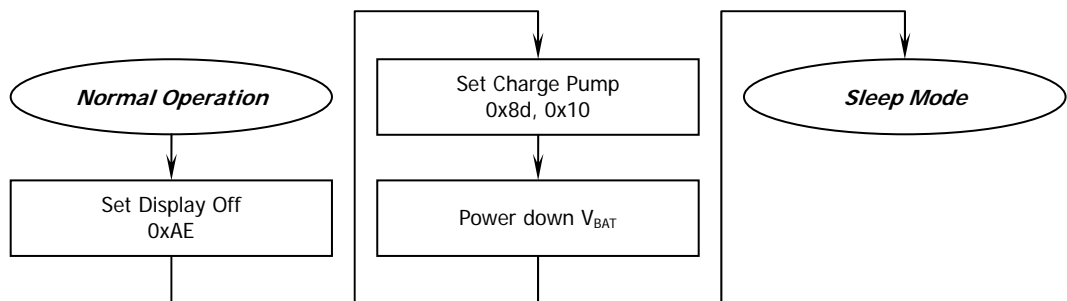 Normal Operation
Set Display Off
0xAE
Set Charge Pump
0x8d, 0x10
Power down VBAT
Sleep Mode